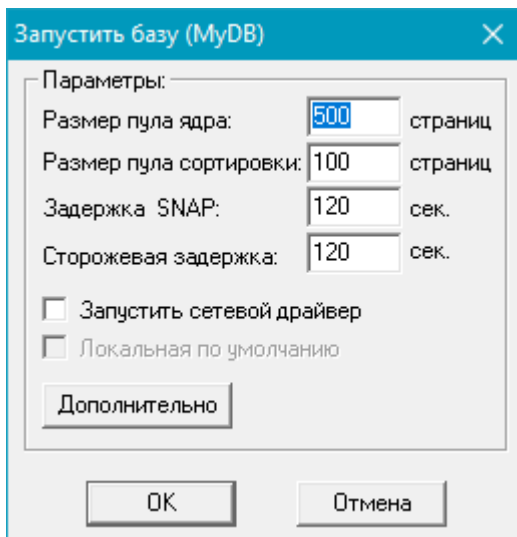 Запустить базу (MyDB)
Параметры:
Размер пула ядра: 500 страниц
Размер пула сортировки: 100 страниц
Задержка SNAP: 120 сек.
Сторожевая задержка: 120 сек.
Запустить сетевой драйвер
Локальная по умолчанию
Дополнительно
OK Отмена